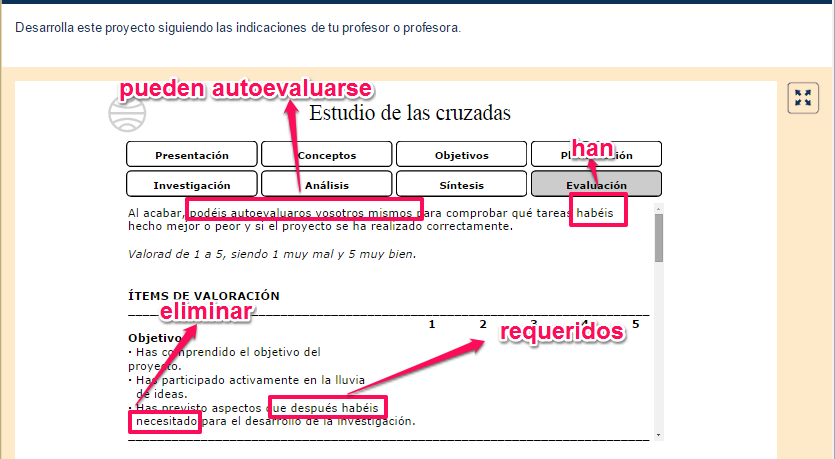 Desarrolla este proyecto siguiendo las indicaciones de tu profesor o profesora.
pueden autoevaluarse
Estudio de las cruzadas
Presentación Conceptos Objetivos
han
Investigación Análisis Síntesis Evaluación
Al acabar, podéis autoevaluaros vosotros mismos para comprobar qué tareas habéis
hecho mejor o peor y si el proyecto se ha realizado correctamente.
Valorad de 1 a 5, siendo 1 muy mal y 5 muy bien.
ÍTEMS DE VALORACIÓN
eliminar
1 2 3 4 5
requeridos
Objetivo
· Has comprendido el objetivo del
proyecto.
· Has participado activamente en la lluvia
de ideas.
· Has previsto aspectos que después habéis
necesitado para el desarrollo de la investigación.